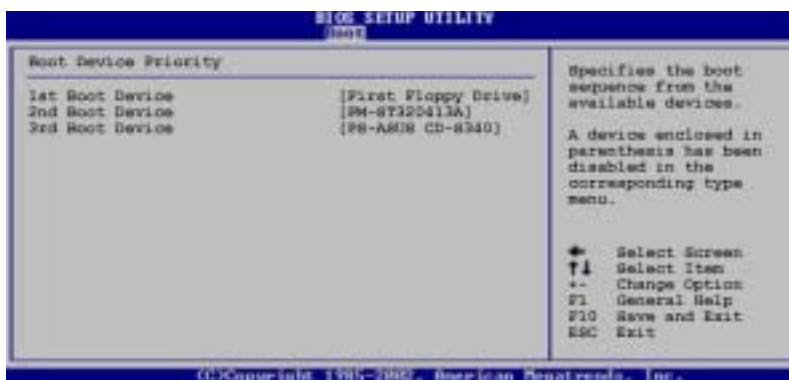 BIOS SETUP UTILITY
Boot
Boot Device Priority
1st Boot Device [First Floppy Drive]
2nd Boot Device [PM-ST320413A]
3rd Boot Device [PS-ASUS CD-S340]
Specifies the boot
sequence from the
available devices.
A device enclosed in
parenthesis has been
disabled in the
corresponding type
menu.
← Select Screen
↑↓ Select Item
+- Change Option
F1 General Help
F10 Save and Exit
ESC Exit
(C)Copyright 1985-2002, American Megatrends, Inc.